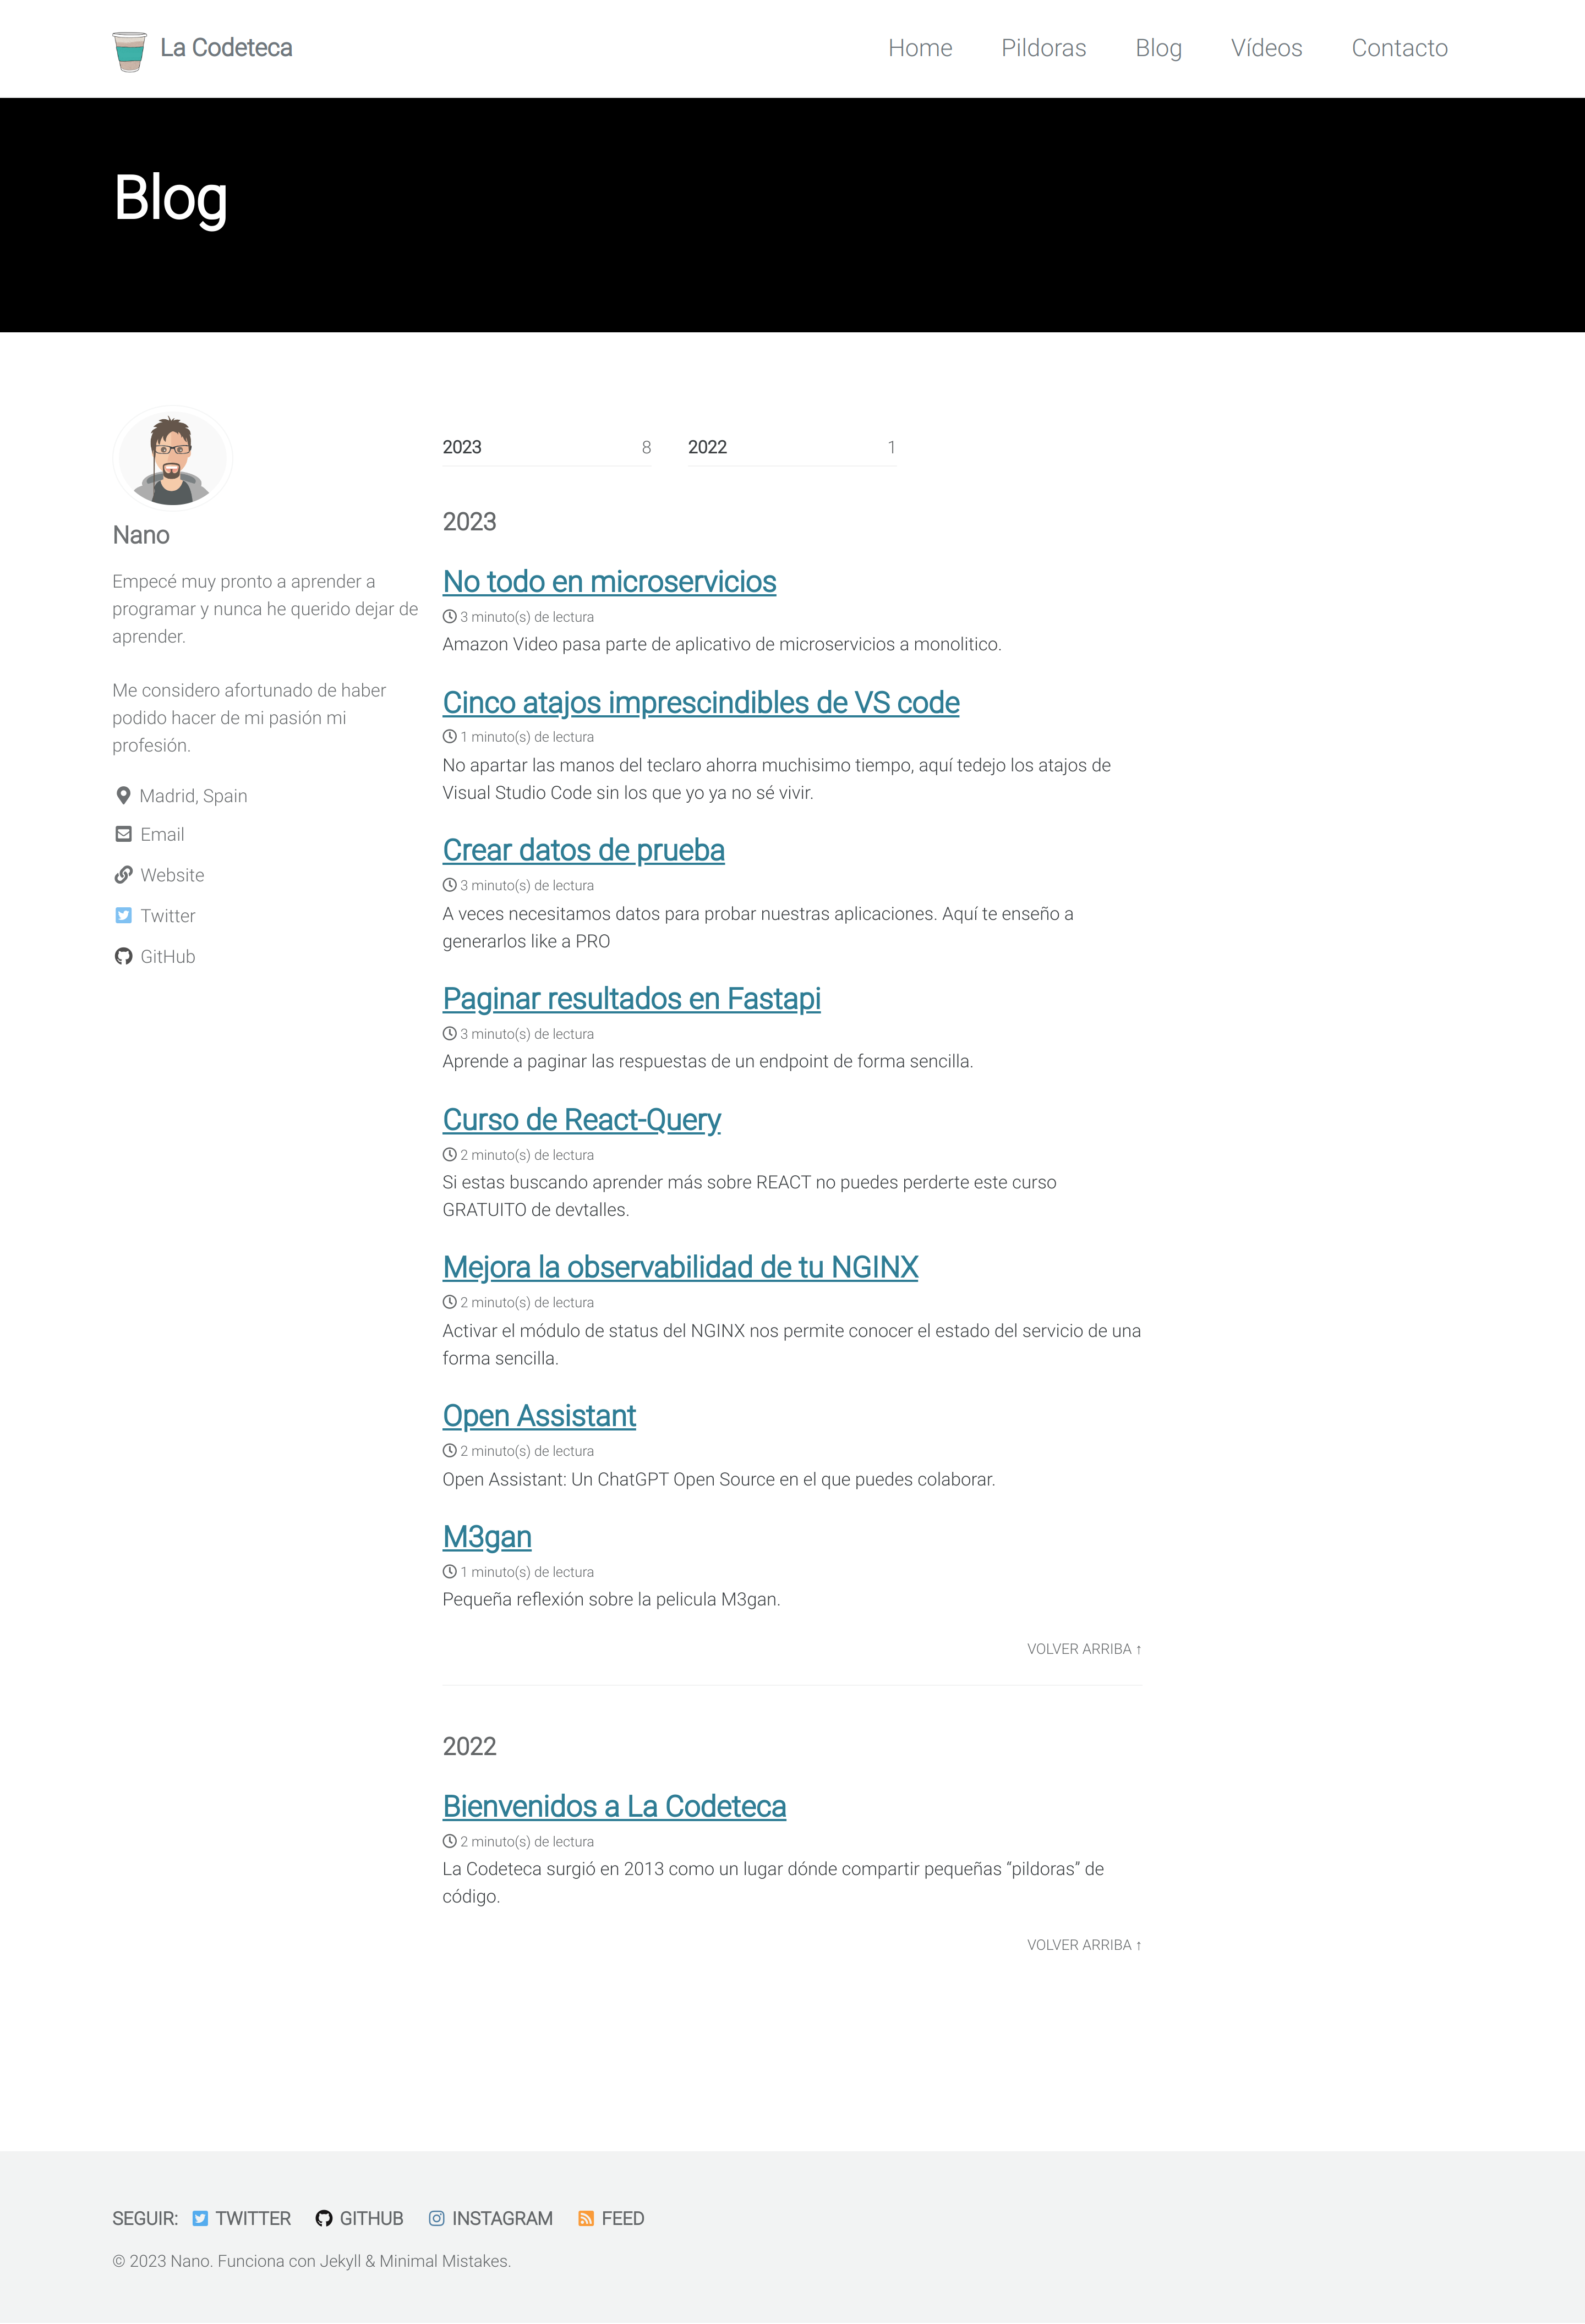 La Codeteca
Home Pildoras Blog Vídeos Contacto
Blog
Nano
Empecé muy pronto a aprender a
programar y nunca he querido dejar de
aprender.
Me considero afortunado de haber
podido hacer de mi pasión mi
profesión.
Madrid, Spain
Email
Website
Twitter
GitHub
2023 8 2022 1
2023
No todo en microservicios
3 minuto(s) de lectura
Amazon Video pasa parte de aplicativo de microservicios a monolitico.
Cinco atajos imprescindibles de VS code
1 minuto(s) de lectura
No apartar las manos del teclaro ahorra muchisimo tiempo, aquí tedejo los atajos de
Visual Studio Code sin los que yo ya no sé vivir.
Crear datos de prueba
3 minuto(s) de lectura
A veces necesitamos datos para probar nuestras aplicaciones. Aquí te enseño a
generarlos like a PRO
Paginar resultados en Fastapi
3 minuto(s) de lectura
Aprende a paginar las respuestas de un endpoint de forma sencilla.
Curso de React-Query
2 minuto(s) de lectura
Si estas buscando aprender más sobre REACT no puedes perderte este curso
GRATUITO de devtalles.
Mejora la observabilidad de tu NGINX
2 minuto(s) de lectura
Activar el módulo de status del NGINX nos permite conocer el estado del servicio de una
forma sencilla.
Open Assistant
2 minuto(s) de lectura
Open Assistant: Un ChatGPT Open Source en el que puedes colaborar.
M3gan
1 minuto(s) de lectura
Pequeña reflexión sobre la pelicula M3gan.
VOLVER ARRIBA ↑
2022
Bienvenidos a La Codeteca
2 minuto(s) de lectura
La Codeteca surgió en 2013 como un lugar dónde compartir pequeñas “pildoras” de
código.
VOLVER ARRIBA ↑
SEGUIR: TWITTER GITHUB INSTAGRAM FEED
© 2023 Nano. Funciona con Jekyll & Minimal Mistakes.